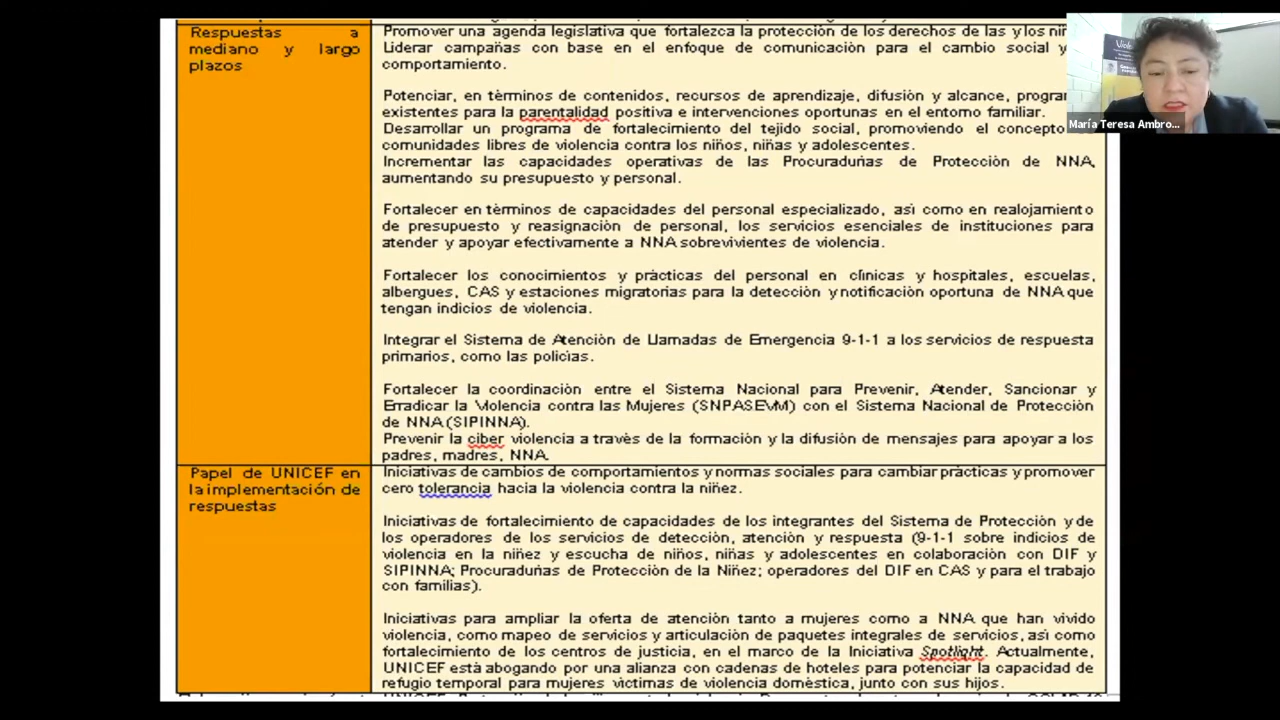 Respuestas a
mediano y largo
plazos
Promover una agenda legislativa que fortalezca la protección de los derechos de las y los
Liderar campañas con base en el enfoque de comunicación para el cambio social y
comportamiento.
Potenciar, en términos de contenidos, recursos de aprendizaje, difusión y alcance,
existentes para la parentalidad positiva e intervenciones oportunas en el entorno familiar.
Desarrollar un programa de fortalecimiento del tejido social, promoviendo el concepto
comunidades libres de violencia contra los niños, niñas y adolescentes.
Incrementar las capacidades operativas de las Procuradurías de Protección de NNA,
aumentando su presupuesto y personal.
Fortalecer en términos de capacidades del personal especializado, así como en realojamiento
de presupuesto y reasignación de personal, los servicios esenciales de instituciones para
atender y apoyar efectivamente a NNA sobrevivientes de violencia.
Fortalecer los conocimientos y prácticas del personal en clínicas y hospitales, escuelas,
albergues, CAS y estaciones migratorias para la detección y notificación oportuna de NNA que
tengan indicios de violencia.
Integrar el Sistema de Atención de Llamadas de Emergencia 9-1-1 a los servicios de respuesta
primarios, como las policías.
Fortalecer la coordinación entre el Sistema Nacional para Prevenir, Atender, Sancionar y
Erradicar la Violencia contra las Mujeres (SNPASEVM) con el Sistema Nacional de Protección
de NNA (SIPINNA).
Prevenir la ciber violencia a través de la formación y la difusión de mensajes para apoyar a los
padres, madres, NNA.
Papel de UNICEF en
la implementación de
respuestas
Iniciativas de cambios de comportamientos y normas sociales para cambiar prácticas y promover
cero tolerancia hacia la violencia contra la niñez.
Iniciativas de fortalecimiento de capacidades de los integrantes del Sistema de Protección y de
los operadores de los servicios de detección, atención y respuesta (9-1-1 sobre indicios de
violencia en la niñez y escucha de niños, niñas y adolescentes en colaboración con DIF y
SIPINNA; Procuradurías de Protección de la Niñez; operadores del DIF en CAS y para el trabajo
con familias).
Iniciativas para ampliar la oferta de atención tanto a mujeres como a NNA que han vivido
violencia, como mapeo de servicios y articulación de paquetes integrales de servicios, así como
fortalecimiento de los centros de justicia, en el marco de la Iniciativa Spotlight. Actualmente,
UNICEF está abogando por una alianza con cadenas de hoteles para potenciar la capacidad de
refugio temporal para mujeres víctimas de violencia doméstica, junto con sus hijos.
María Teresa Ambro...